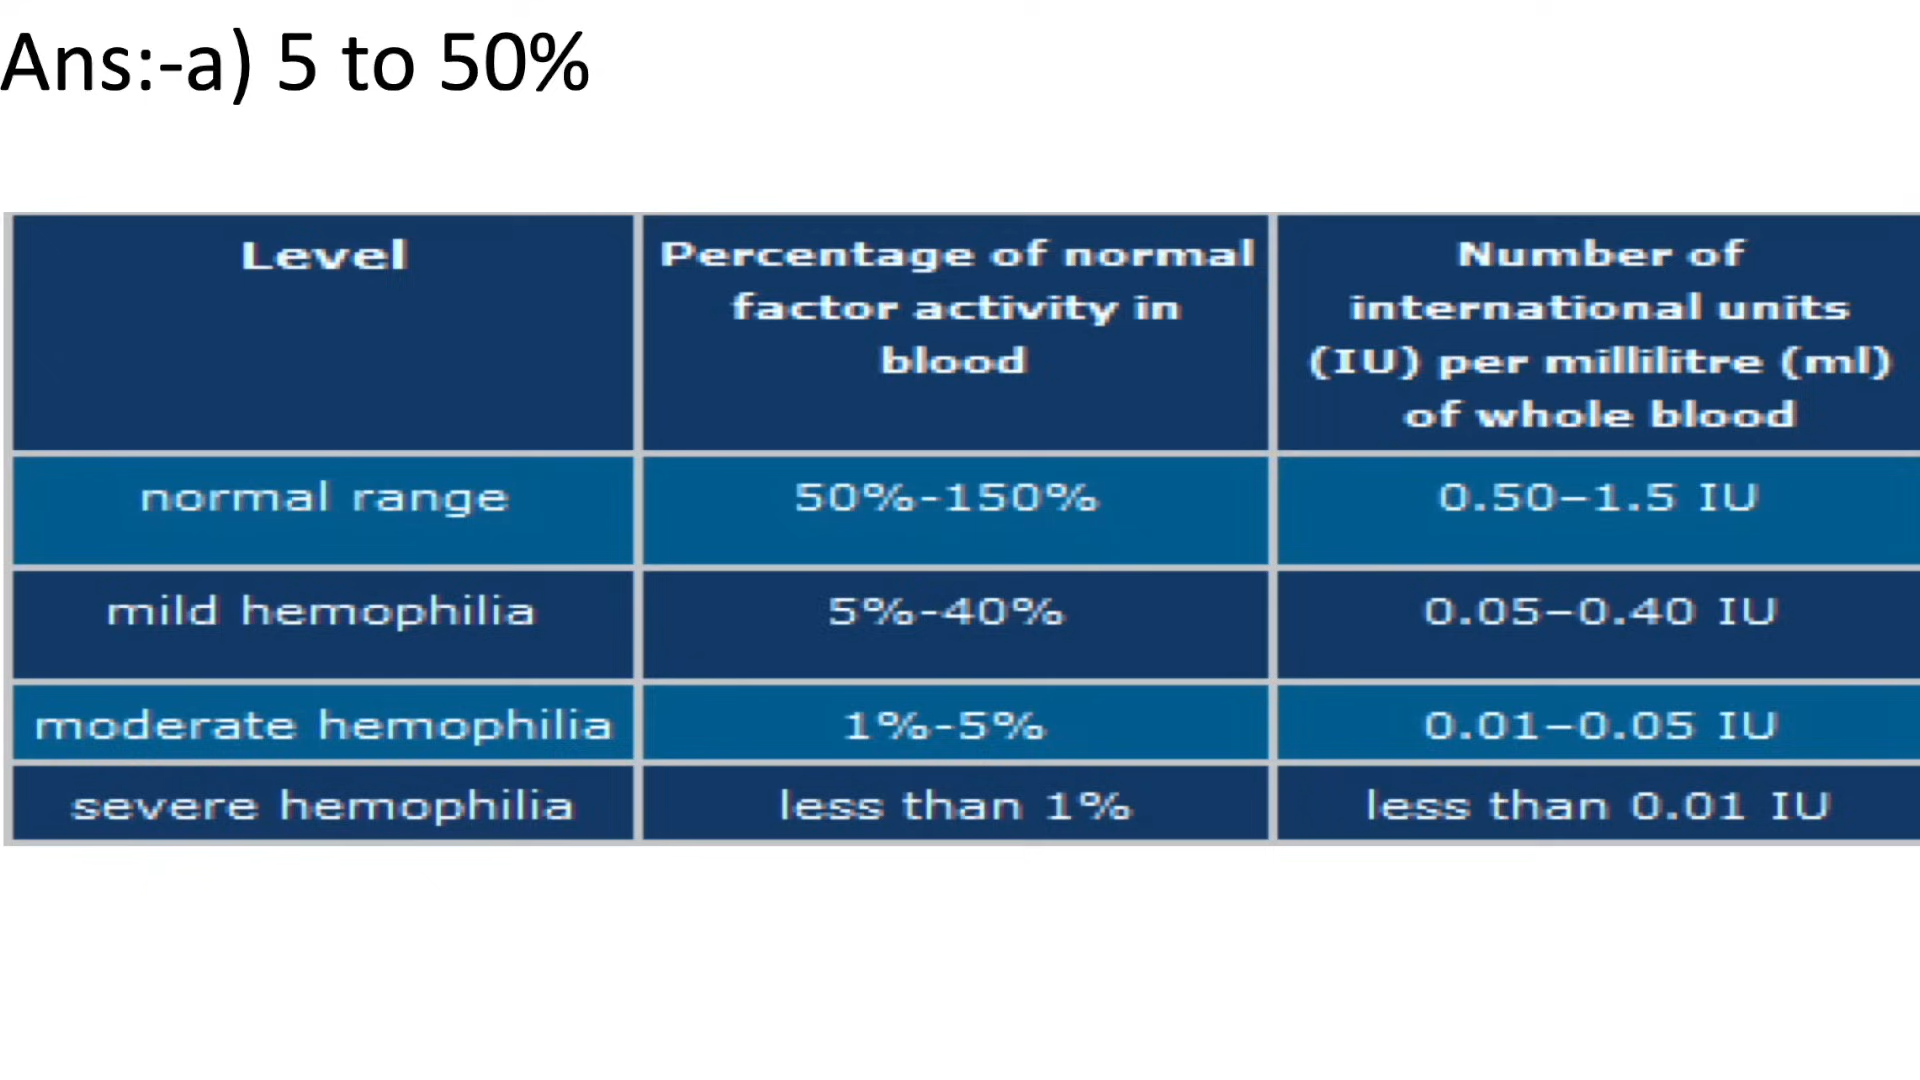 Ans:-a) 5 to 50%
Level
Percentage of normal
factor activity in
blood
Number of
international units
(IU) per millilitre (ml)
of whole blood
normal range
50%-150%
0.50–1.5 IU
mild hemophilia
5%-40%
0.05–0.40 IU
moderate hemophilia
1%-5%
0.01–0.05 IU
severe hemophilia
less than 1%
less than 0.01 IU